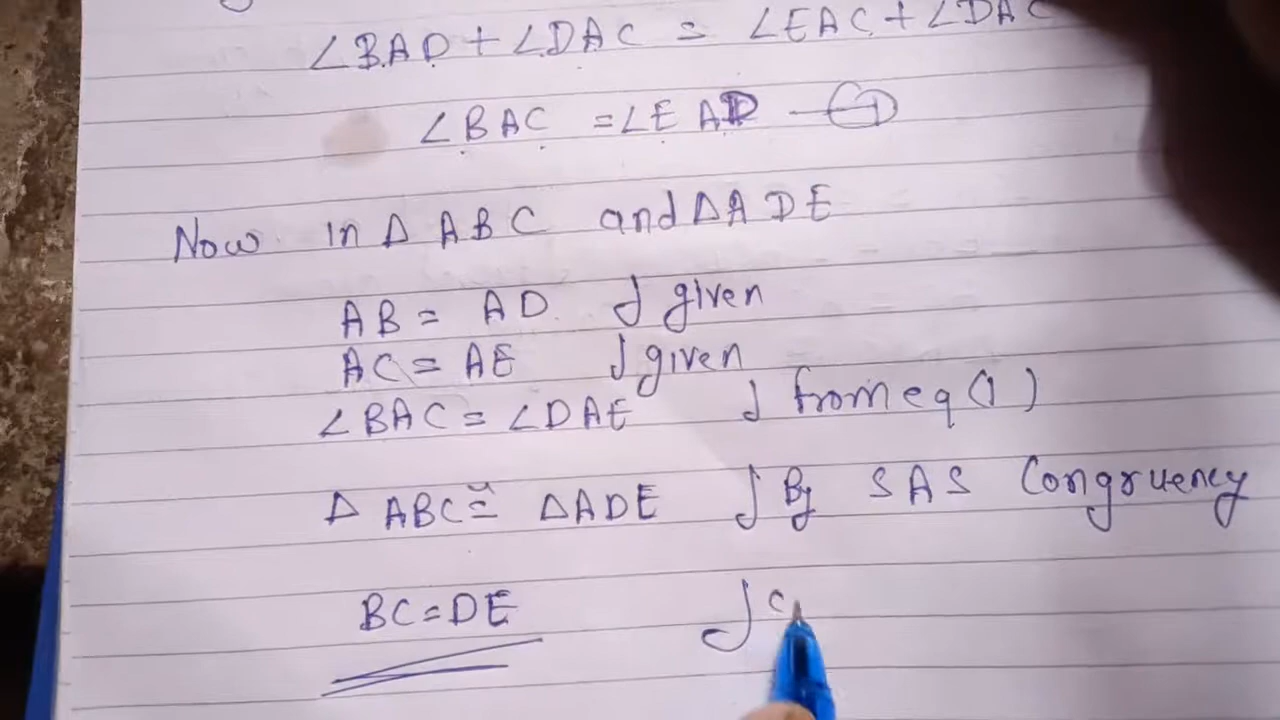 ∠BAD + ∠DAC = ∠EAC + ∠DAC
∠BAC = ∠EAD — ①
Now in Δ ABC and Δ ADE
AB = AD given
AC = AE given
∠BAC = ∠DAE from eq (1)
Δ ABC ≅ Δ ADE By SAS Congruency
BC = DE C